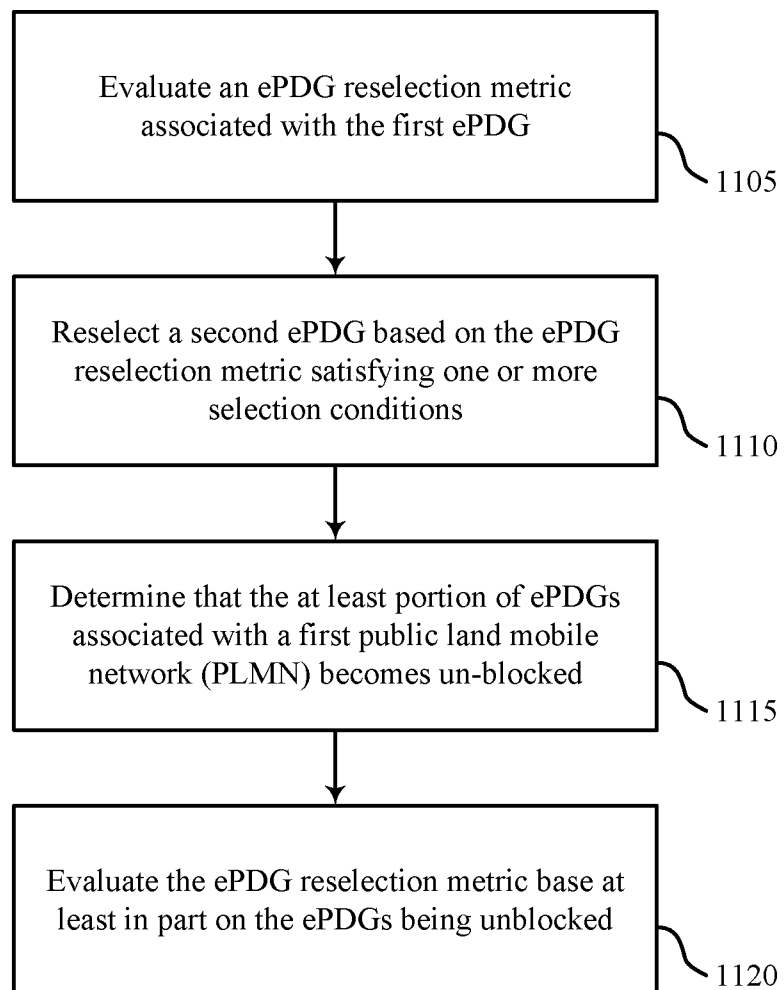 Evaluate an ePDG reselection metric
associated with the first ePDG
1105
Reselect a second ePDG based on the ePDG
reselection metric satisfying one or more
selection conditions
1110
Determine that the at least portion of ePDGs
associated with a first public land mobile
network (PLMN) becomes un-blocked
1115
Evaluate the ePDG reselection metric base at
least in part on the ePDGs being unblocked
1120